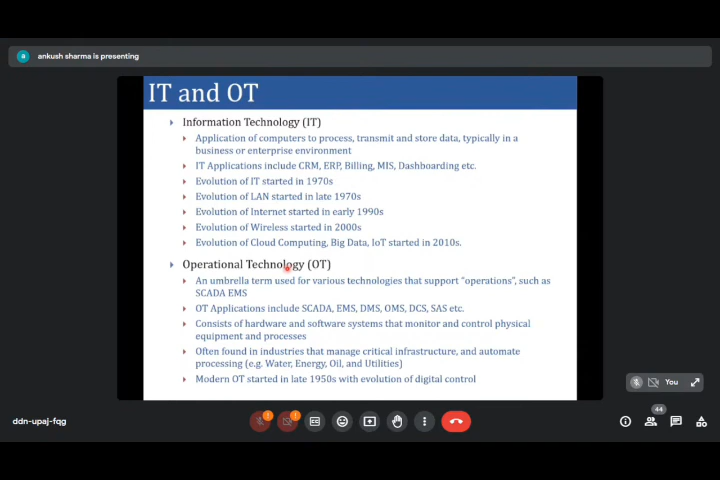 a ankush sharma is presenting
IT and OT
Information Technology (IT)
Application of computers to process, transmit and store data, typically in a
business or enterprise environment
IT Applications include CRM, ERP, Billing, MIS, Dashboarding etc.
Evolution of IT started in 1970s
Evolution of LAN started in late 1970s
Evolution of Internet started in early 1990s
Evolution of Wireless started in 2000s
Evolution of Cloud Computing, Big Data, IoT started in 2010s.
Operational Technology (OT)
An umbrella term used for various technologies that support “operations”, such as
SCADA EMS
OT Applications include SCADA, EMS, DMS, OMS, DCS, SAS etc.
Consists of hardware and software systems that monitor and control physical
equipment and processes
Often found in industries that manage critical infrastructure, and automate
processing (e.g. Water, Energy, Oil, and Utilities)
Modern OT started in late 1950s with evolution of digital control
You
44
ddn-upaj-fqg